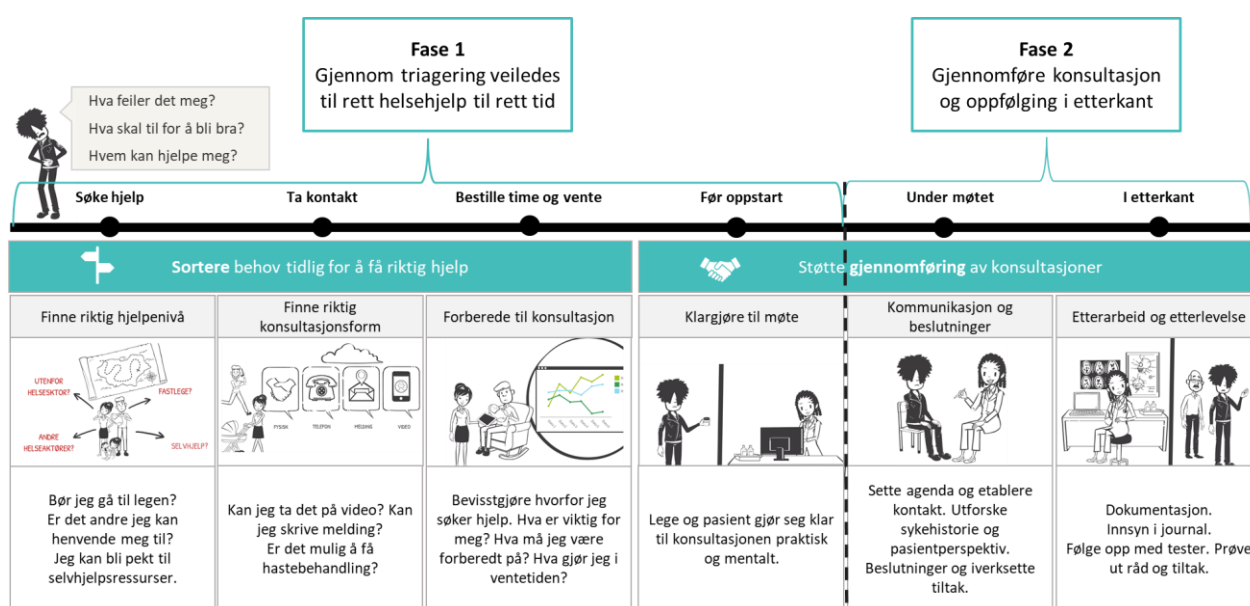 Fase 1
Gjennom triagering veiledes
til rett helsehjelp til rett tid
Fase 2
Gjennomføre konsultasjon
og oppfølging i etterkant
Hva feiler det meg?
Hva skal til for å bli bra?
Hvem kan hjelpe meg?
Søke hjelp
Ta kontakt
Bestille time og vente
Før oppstart
Under møtet
I etterkant
Sortere behov tidlig for å få riktig hjelp
Støtte gjennomføring av konsultasjoner
Finne riktig hjelpenivå
Finne riktig
konsultasjonsform
Forberede til konsultasjon
Klargjøre til møte
Kommunikasjon og
beslutninger
Etterarbeid og etterlevelse
UTENFOR
HELSESKTOR?
FASTLEGE?
ANDRE
HELSEAKTØRER?
SELVHJELP?
FYSISK
TELEFON
MELDING
VIDEO
Bør jeg gå til legen?
Er det andre jeg kan
henvende meg til?
Jeg kan bli pekt til
selvhjelpsressurser.
Kan jeg ta det på video? Kan
jeg skrive melding?
Er det mulig å få
hastebehandling?
Bevisstgjøre hvorfor jeg
søker hjelp. Hva er viktig for
meg? Hva må jeg være
forberedt på? Hva gjør jeg i
ventetiden?
Lege og pasient gjør seg klar
til konsultasjonen praktisk
og mentalt.
Sette agenda og etablere
kontakt. Utforske
sykehistorie og
pasientperspektiv.
Beslutninger og iverksette
tiltak.
Dokumentasjon.
Innsyn i journal.
Følge opp med tester. Prøve
ut råd og tiltak.